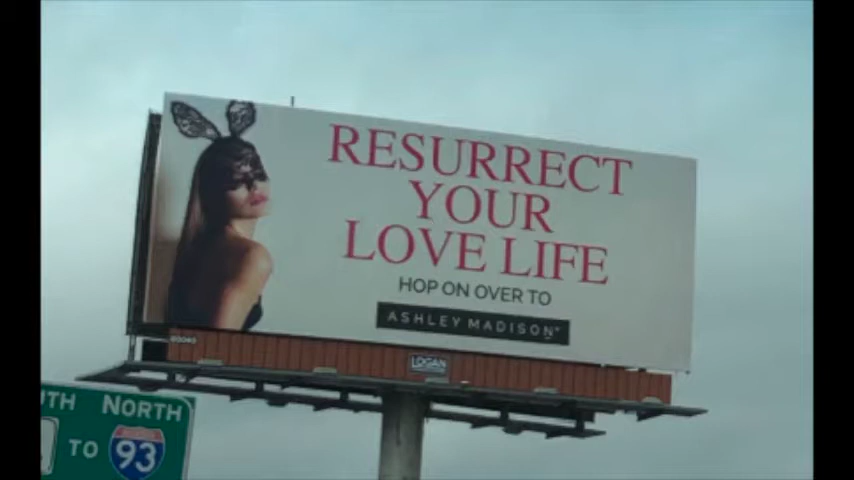 RESURRECT
YOUR
LOVE LIFE
HOP ON OVER TO
ASHLEY MADISON®
LOGAN
NORTH
TO 93